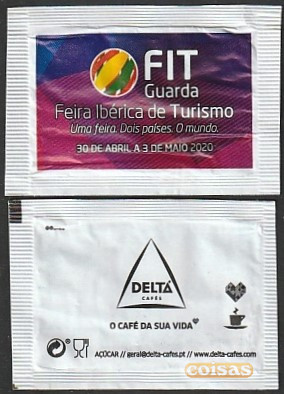 FIT
Guarda
Feira Ibérica de Turismo
Uma feira. Dois países. O mundo.
30 DE ABRIL A 3 DE MAIO 2020
DELTA
CAFÉS
O CAFÉ DA SUA VIDA
AÇÚCAR // geral@delta-cafes.pt // www.delta-cafes.com
coisas